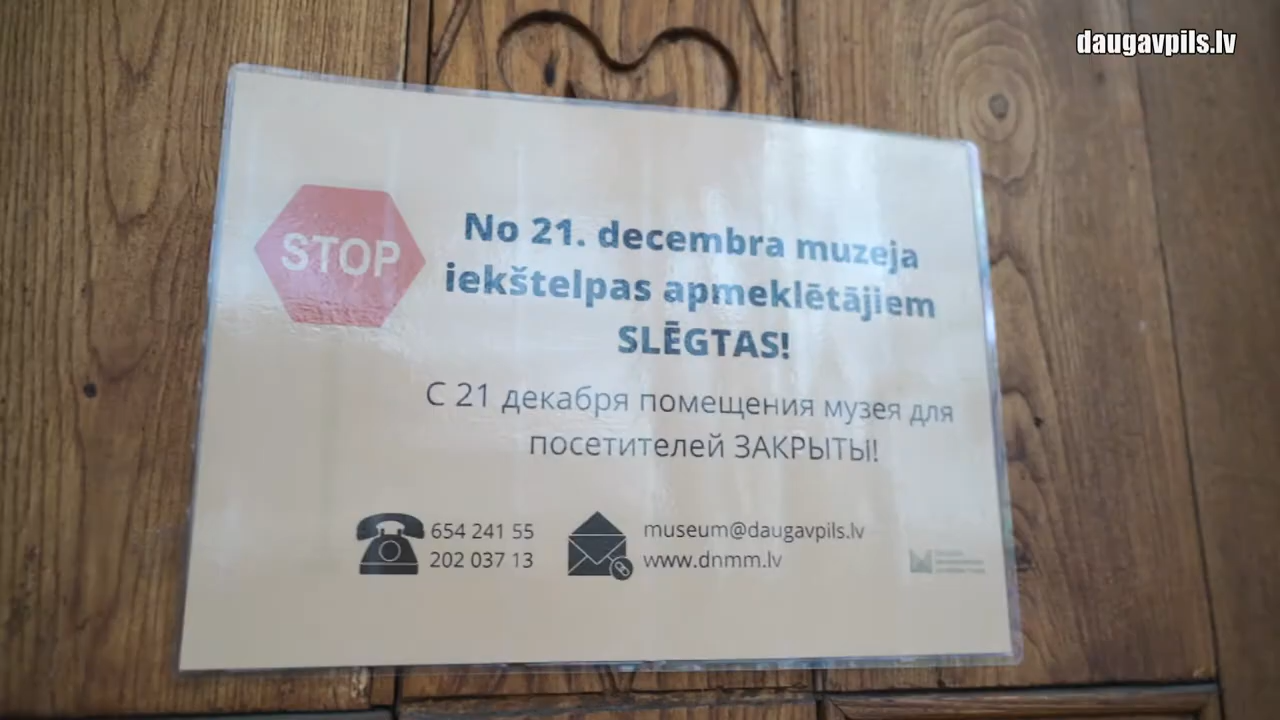 daugavpils.lv
STOP
No 21. decembra muzeja
iekštelpas apmeklētājiem
SLĒGTAS!
С 21 декабря помещения музея для
посетителей ЗАКРЫТЫ!
654 241 55
202 037 13
museum@daugavpils.lv
www.dnmm.lv